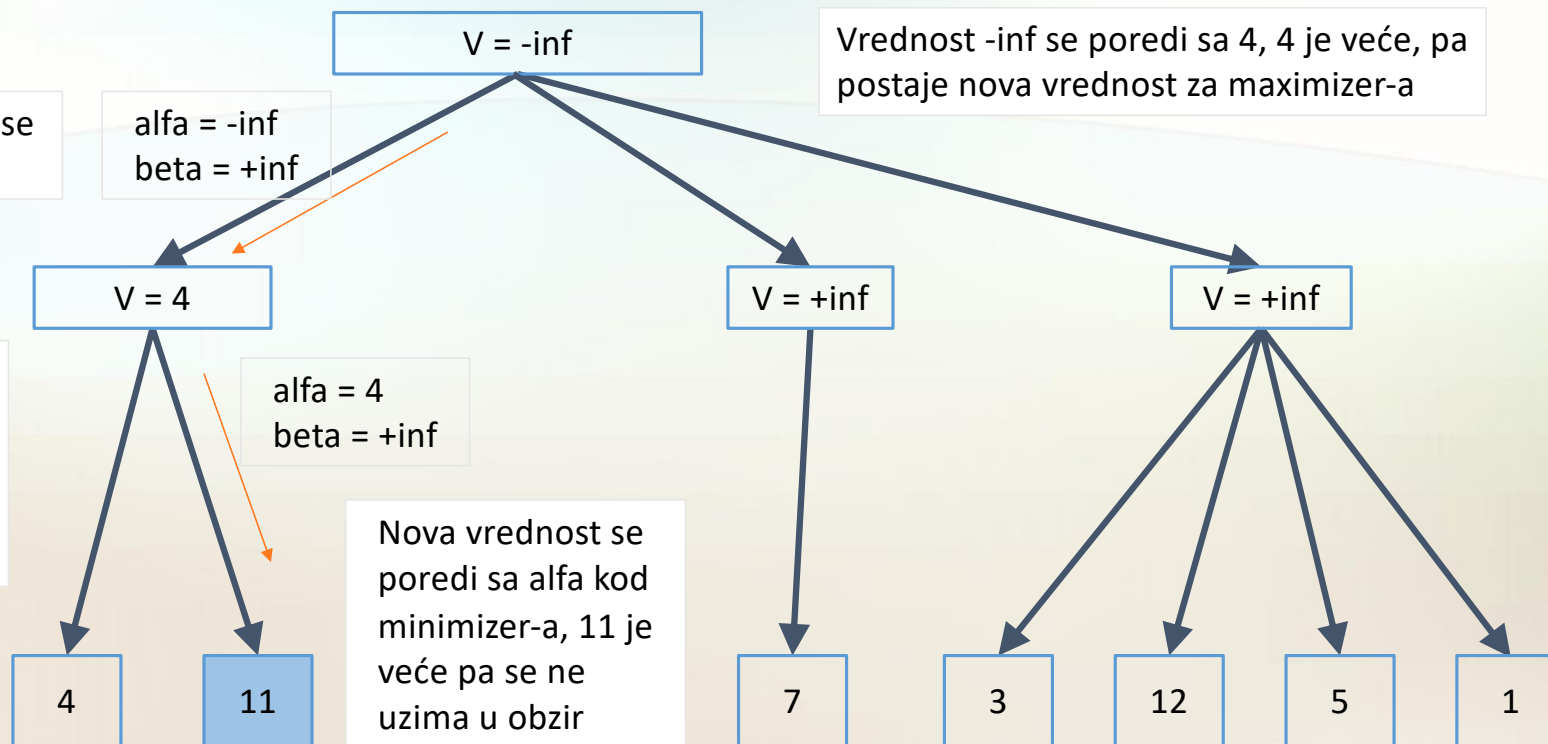 V = -inf
Vrednost -inf se poredi sa 4, 4 je veće, pa
postaje nova vrednost za maximizer-a
se
alfa = -inf
beta = +inf
V = 4
V = +inf
V = +inf
alfa = 4
beta = +inf
Nova vrednost se
poredi sa alfa kod
minimizer-a, 11 je
veće pa se ne
uzima u obzir
4
11
7
3
12
5
1